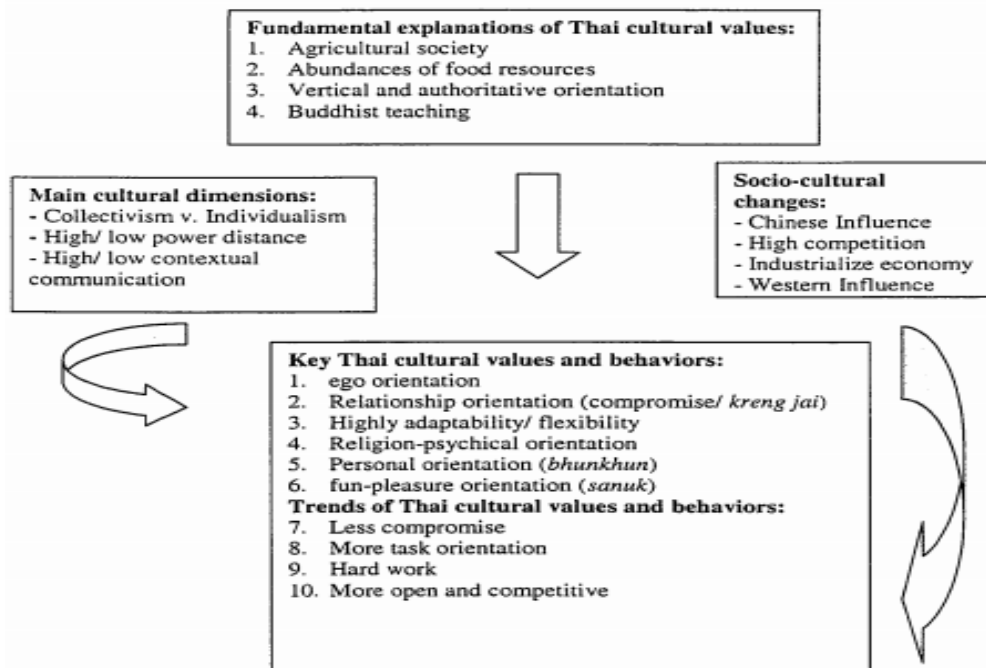 Fundamental explanations of Thai cultural values:
1. Agricultural society
2. Abundances of food resources
3. Vertical and authoritative orientation
4. Buddhist teaching
Main cultural dimensions:
- Collectivism v. Individualism
- High/ low power distance
- High/ low contextual
communication
Socio-cultural
changes:
- Chinese Influence
- High competition
- Industrialize economy
- Western Influence
Key Thai cultural values and behaviors:
1. ego orientation
2. Relationship orientation (compromise/ kreng jai)
3. Highly adaptability/ flexibility
4. Religion-psychical orientation
5. Personal orientation (bhunkhun)
6. fun-pleasure orientation (sanuk)
Trends of Thai cultural values and behaviors:
7. Less compromise
8. More task orientation
9. Hard work
10. More open and competitive